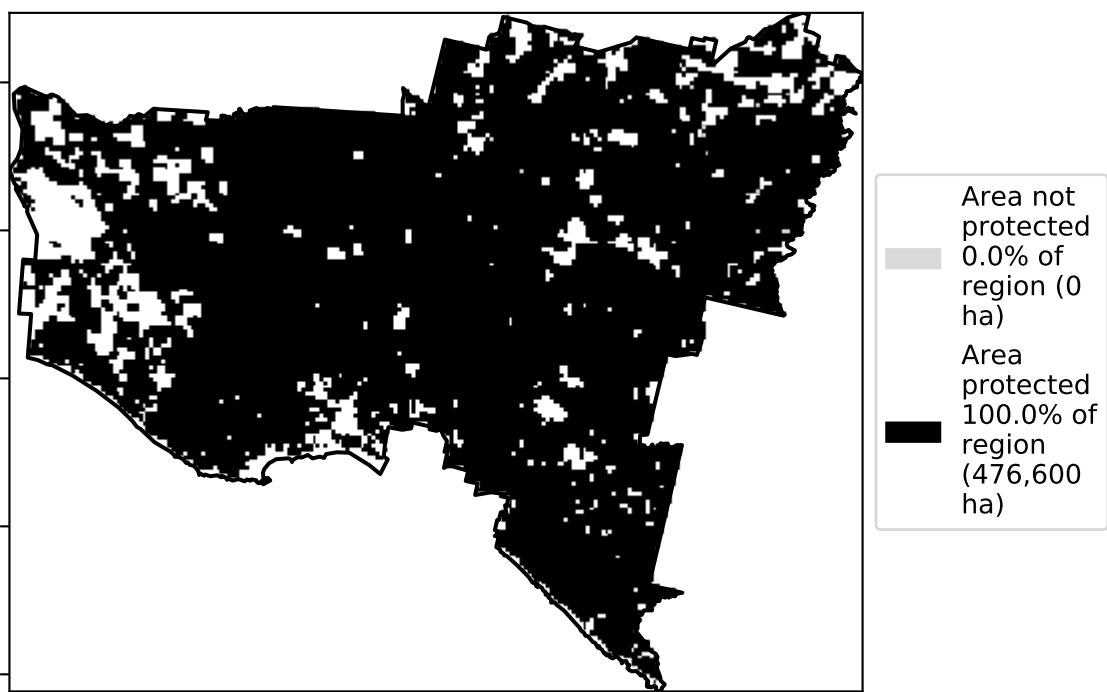 Area not
protected
0.0% of
region (0
ha)
Area
protected
100.0% of
region
(476,600
ha)